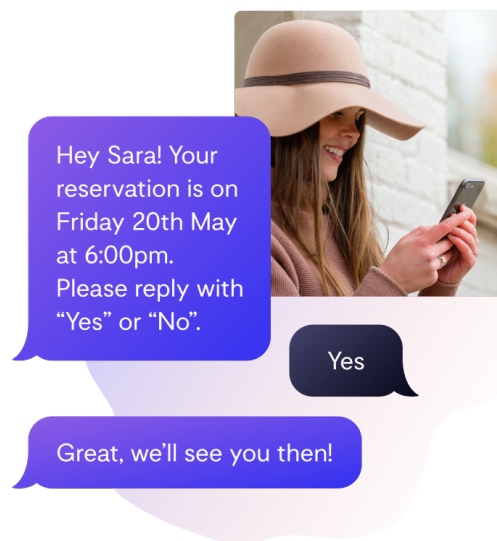 Hey Sara! Your
reservation is on
Friday 20th May
at 6:00pm.
Please reply with
“Yes” or “No”.
Yes
Great, we’ll see you then!